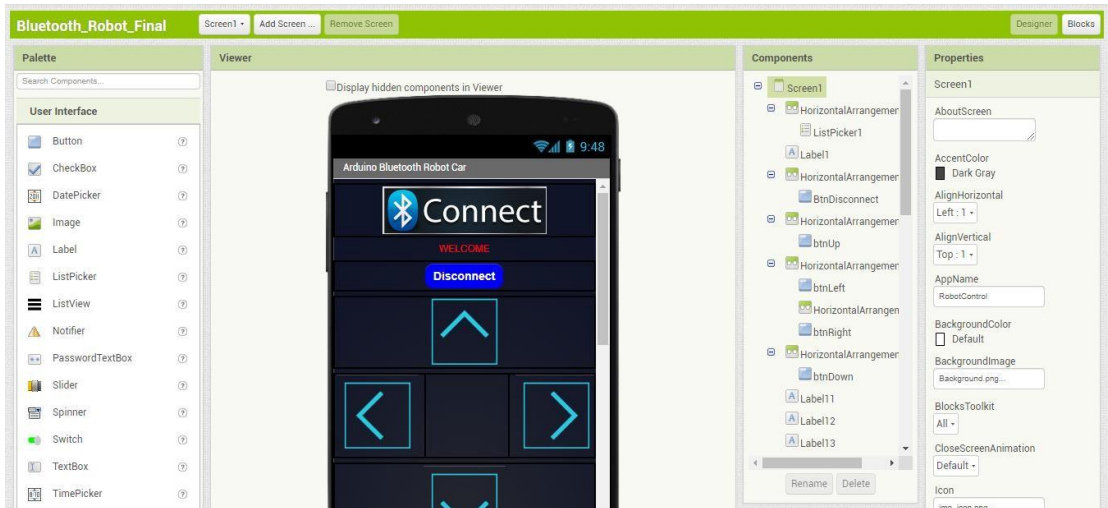 Bluetooth_Robot_Final
Screen1
Add Screen ...
Remove Screen
Designer
Blocks
Palette
Search Components...
User Interface
Button
CheckBox
DatePicker
Image
Label
ListPicker
ListView
Notifier
PasswordTextBox
Slider
Spinner
Switch
TextBox
TimePicker
Viewer
Display hidden components in Viewer
9:48
Arduino Bluetooth Robot Car
Connect
WELCOME
Disconnect
Components
Screen1
HorizontalArrangemer
ListPicker1
Label1
HorizontalArrangemer
BtnDisconnect
HorizontalArrangemer
btnUp
HorizontalArrangemer
btnLeft
HorizontalArrangen
btnRight
HorizontalArrangemer
btnDown
Label11
Label12
Label13
Rename
Delete
Properties
Screen1
AboutScreen
AccentColor
Dark Gray
AlignHorizontal
Left : 1
AlignVertical
Top : 1
AppName
RobotControl
BackgroundColor
Default
BackgroundImage
Background.png...
BlocksToolkit
All
CloseScreenAnimation
Default
Icon